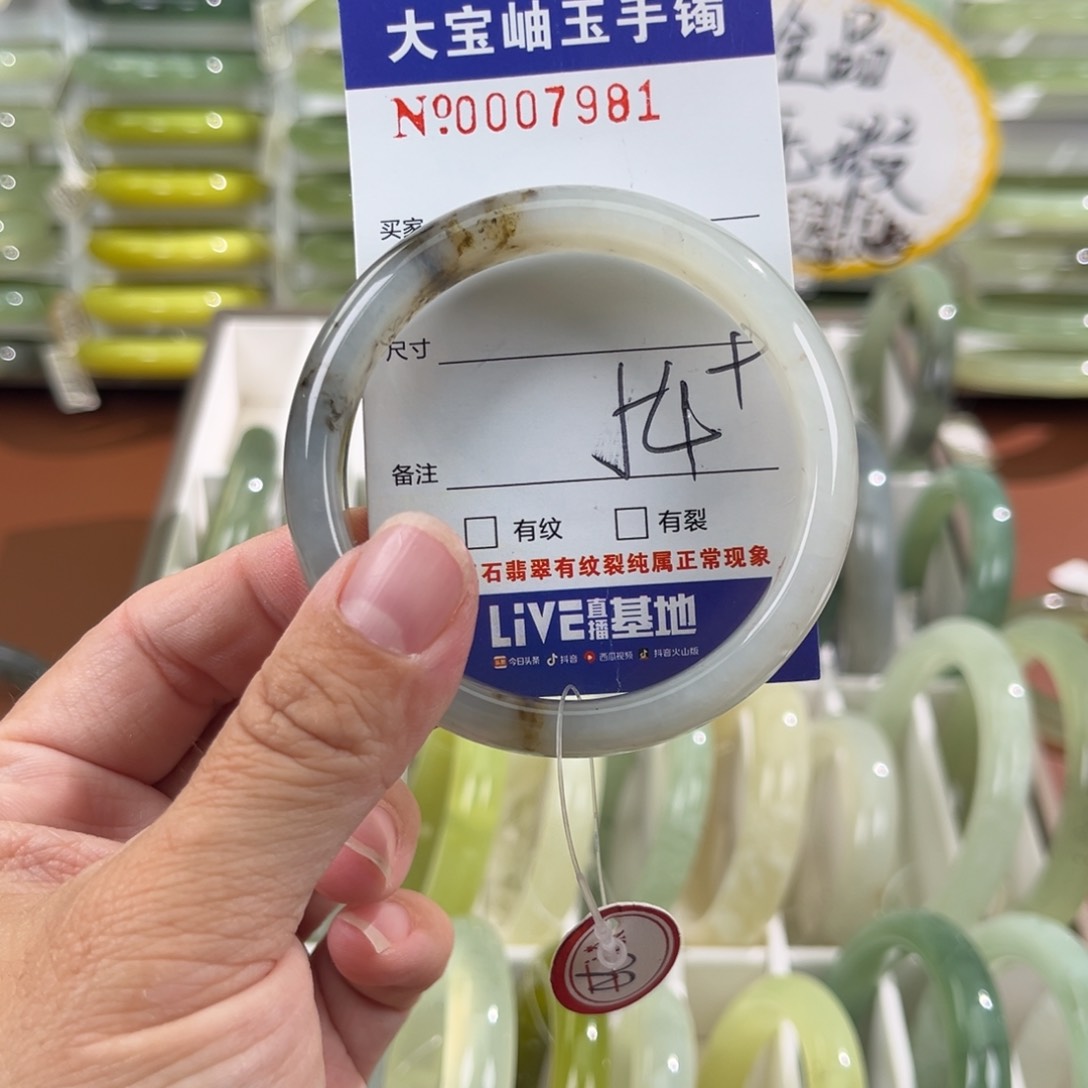 大宝岫玉手镯
№0007981
买家
尺寸
54+
备注
有纹 有裂
石翡翠有纹裂纯属正常现象
LiVE直播基地
今日头条 抖音 西瓜视频 抖音火山版